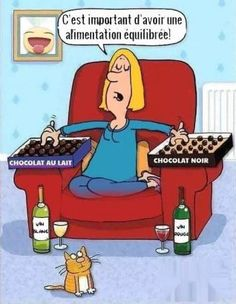 C'est important d'avoir une
alimentation équilibrée!
CHOCOLAT AU LAIT
CHOCOLAT NOIR
VIN
BLANC
VIN
ROUGE